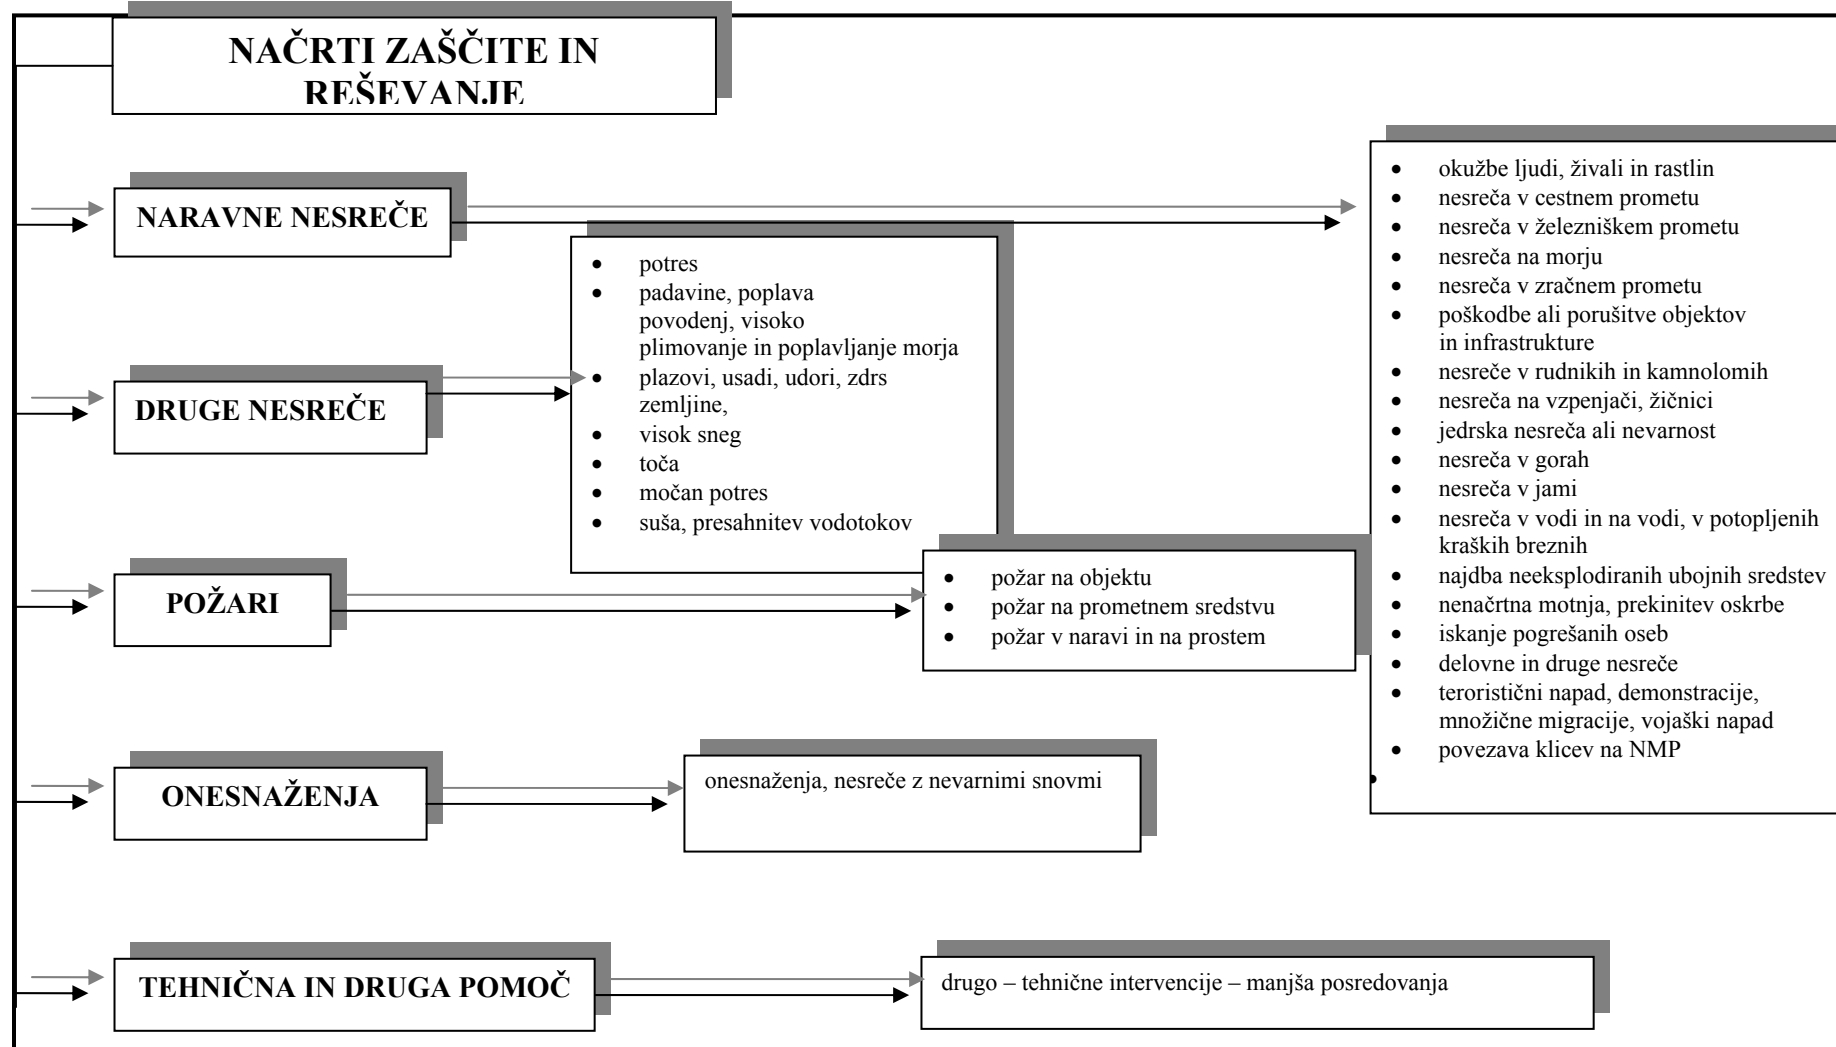 NAČRTI ZAŠČITE IN
REŠEVANJE
NARAVNE NESREČE
• okužbe ljudi, živali in rastlin
• nesreča v cestnem prometu
• nesreča v železniškem prometu
• nesreča na morju
• nesreča v zračnem prometu
• poškodbe ali porušitve objektov
in infrastrukture
• nesreče v rudnikih in kamnolomih
• nesreča na vzpenjači, žičnici
• jedrska nesreča ali nevarnost
• nesreča v gorah
• nesreča v jami
• nesreča v vodi in na vodi, v potopljenih
kraških breznih
• najdba neeksplodiranih ubojnih sredstev
• nenačrtna motnja, prekinitev oskrbe
• iskanje pogrešanih oseb
• delovne in druge nesreče
• teroristični napad, demonstracije,
množične migracije, vojaški napad
• povezava klicev na NMP
•
DRUGE NESREČE
• potres
• padavine, poplava
povodenj, visoko
plimovanje in poplavljanje morja
• plazovi, usadi, udori, zdrs
zemljine,
• visok sneg
• toča
• močan potres
• suša, presahnitev vodotokov
POŽARI
• požar na objektu
• požar na prometnem sredstvu
• požar v naravi in na prostem
ONESNAŽENJA
onesnaženja, nesreče z nevarnimi snovmi
TEHNIČNA IN DRUGA POMOČ
drugo – tehnične intervencije – manjša posredovanja